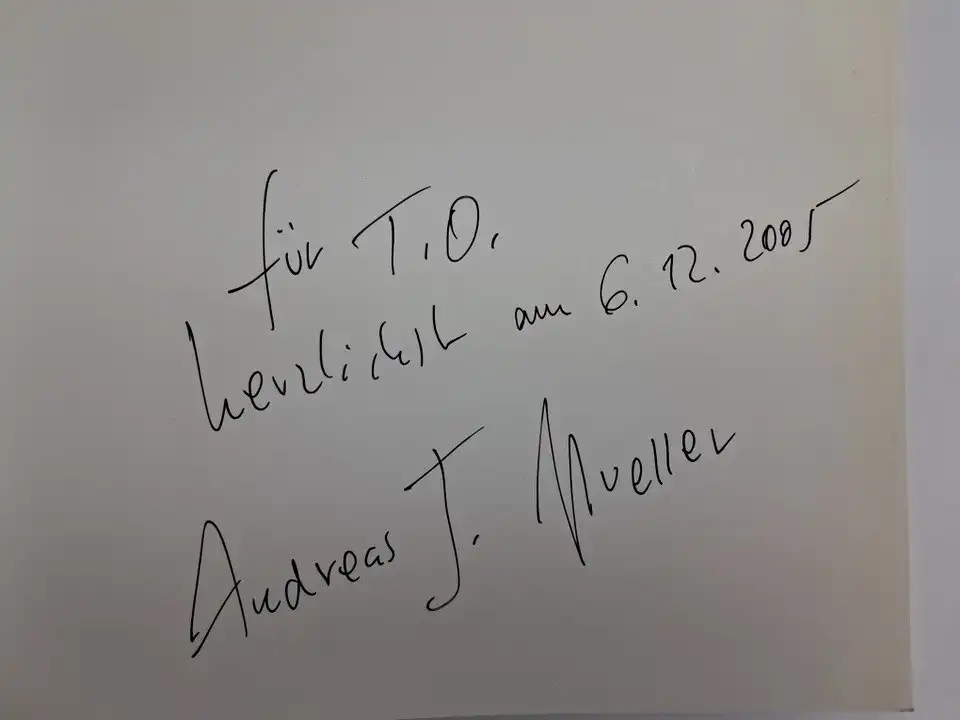 für T.O.
herzlichst am 6.12.2005
Andreas J. Mueller